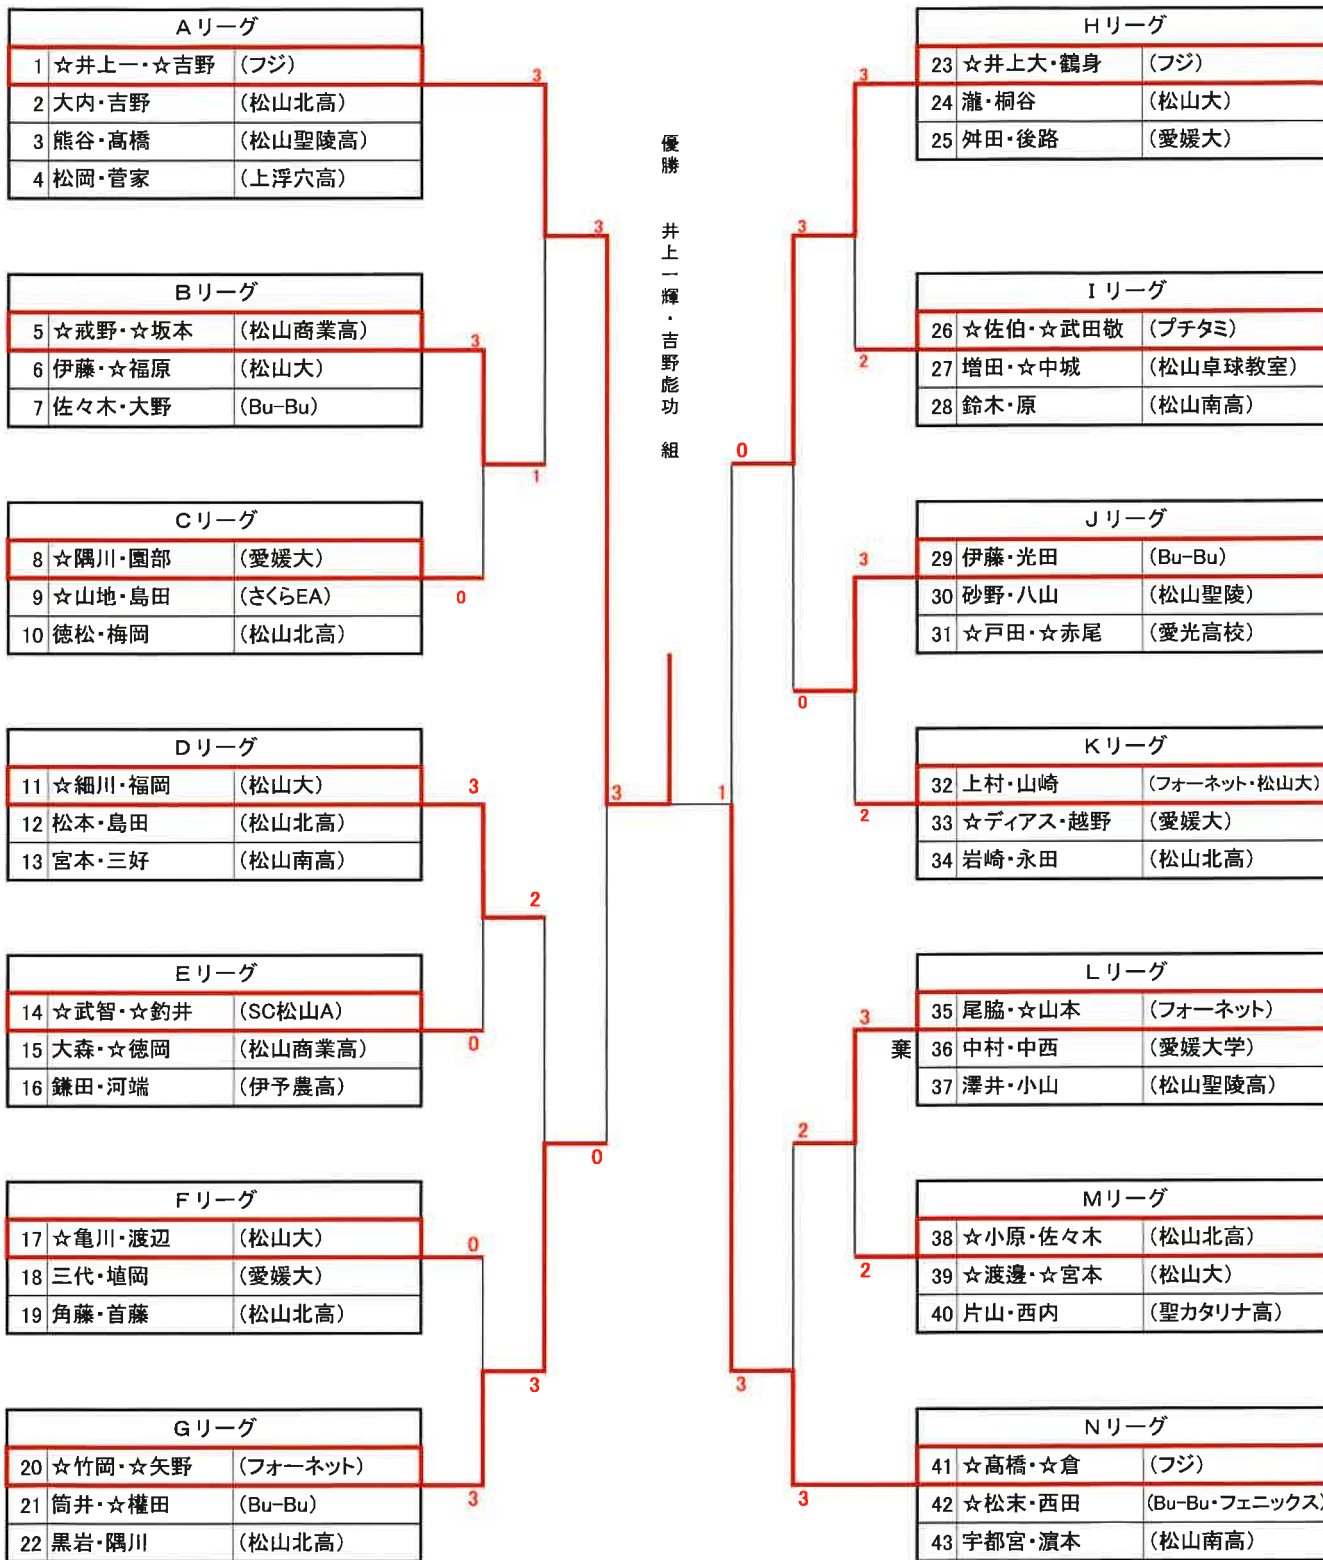 Aリーグ
1 ☆井上一・☆吉野 (フジ)
2 大内・吉野 (松山北高)
3 熊谷・髙橋 (松山聖陵高)
4 松岡・菅家 (上浮穴高)
Bリーグ
5 ☆戒野・☆坂本 (松山商業高)
6 伊藤・☆福原 (松山大)
7 佐々木・大野 (Bu-Bu)
Cリーグ
8 ☆隅川・園部 (愛媛大)
9 ☆山地・島田 (さくらEA)
10 徳松・梅岡 (松山北高)
Dリーグ
11 ☆細川・福岡 (松山大)
12 松本・島田 (松山北高)
13 宮本・三好 (松山南高)
Eリーグ
14 ☆武智・☆釣井 (SC松山A)
15 大森・☆徳岡 (松山商業高)
16 鎌田・河端 (伊予農高)
Fリーグ
17 ☆亀川・渡辺 (松山大)
18 三代・埴岡 (愛媛大)
19 角藤・首藤 (松山北高)
Gリーグ
20 ☆竹岡・☆矢野 (フォーネット)
21 筒井・☆權田 (Bu-Bu)
22 黒岩・隅川 (松山北高)
3
3
3
1
0
3
2
0
0
0
3
3
3
優勝 井上一輝・吉野彪功 組
1
0
3
3
2
3
0
2
3
棄
2
2
3
3
Hリーグ
23 ☆井上大・鶴身 (フジ)
24 瀧・桐谷 (松山大)
25 舛田・後路 (愛媛大)
Iリーグ
26 ☆佐伯・☆武田敬 (プチタミ)
27 増田・☆中城 (松山卓球教室)
28 鈴木・原 (松山南高)
Jリーグ
29 伊藤・光田 (Bu-Bu)
30 砂野・八山 (松山聖陵)
31 ☆戸田・☆赤尾 (愛光高校)
Kリーグ
32 上村・山崎 (フォーネット・松山大)
33 ☆ディアス・越野 (愛媛大)
34 岩崎・永田 (松山北高)
Lリーグ
35 尾脇・☆山本 (フォーネット)
36 中村・中西 (愛媛大学)
37 澤井・小山 (松山聖陵高)
Mリーグ
38 ☆小原・佐々木 (松山北高)
39 ☆渡邊・☆宮本 (松山大)
40 片山・西内 (聖カタリナ高)
Nリーグ
41 ☆髙橋・☆倉 (フジ)
42 ☆松末・西田 (Bu-Bu・フェニックス)
43 宇都宮・濵本 (松山南高)